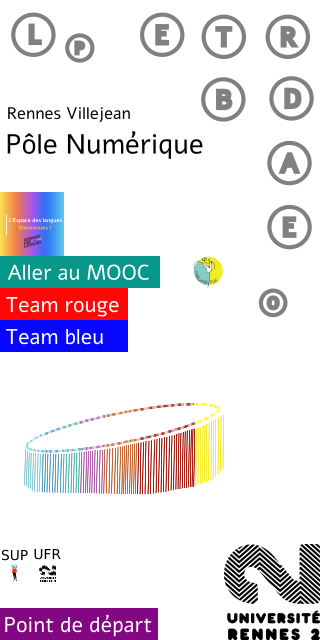 L P E T R
B D
Rennes Villejean
Pôle Numérique
A
L'Espace des langues
Bienvenues !
E
Aller au MOOC
Team rouge
O
Team bleu
SUP UFR
UNIVERSITÉ
RENNES 2
Point de départ